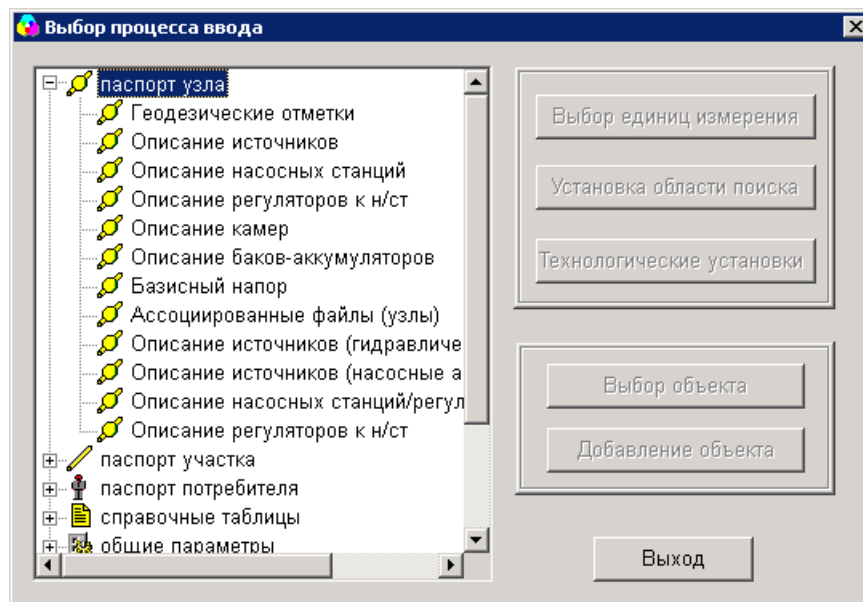 Выбор процесса ввода
паспорт узла
Геодезические отметки
Описание источников
Описание насосных станций
Описание регуляторов к н/ст
Описание камер
Описание баков-аккумуляторов
Базисный напор
Ассоциированные файлы (узлы)
Описание источников (гидравличе
Описание источников (насосные а
Описание насосных станций/регул
Описание регуляторов к н/ст
паспорт участка
паспорт потребителя
справочные таблицы
общие параметры
Выбор единиц измерения
Установка области поиска
Технологические установки
Выбор объекта
Добавление объекта
Выход